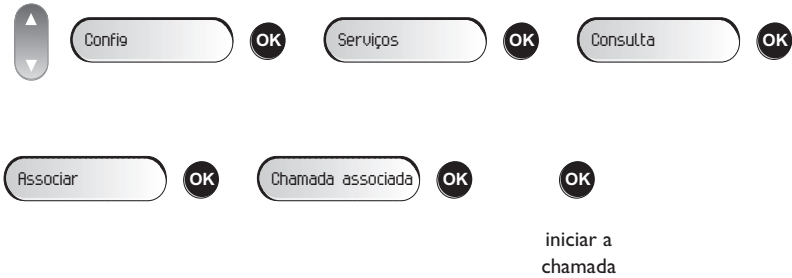 Config OK Serviços OK Consulta OK
Associar OK Chamada associada OK OK
iniciar a
chamada